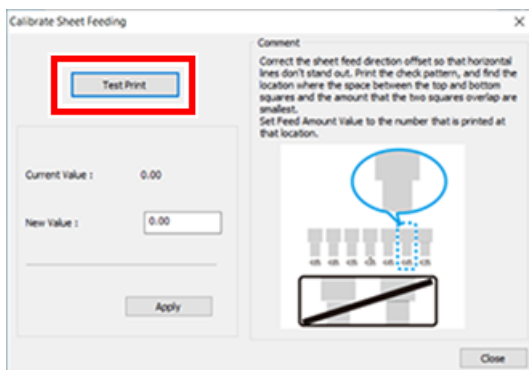 Calibrate Sheet Feeding
Test Print
Current Value :
0.00
New Value :
0.00
Apply
Comment
Correct the sheet feed direction offset so that horizontal
lines don't stand out. Print the check pattern, and find the
location where the space between the top and bottom
squares and the amount that the two squares overlap are
smallest.
Set Feed Amount Value to the number that is printed at
that location.
Close